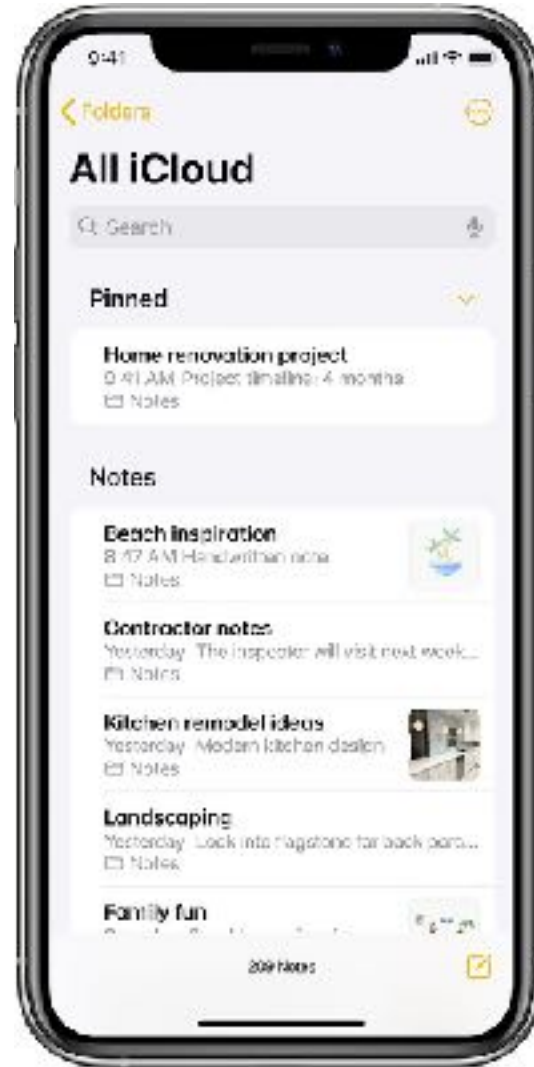 9:41
Folders
All iCloud
Search
Pinned
Home renovation project
9:41 AM Project timeline: 4 months
Notes
Notes
Beach inspiration
8:47 AM Handwritten note
Notes
Contractor notes
Yesterday The inspector will visit next week...
Notes
Kitchen remodel ideas
Yesterday Modern kitchen design
Notes
Landscaping
Yesterday Look into flagstone for back
Notes
Family fun
209 Notes